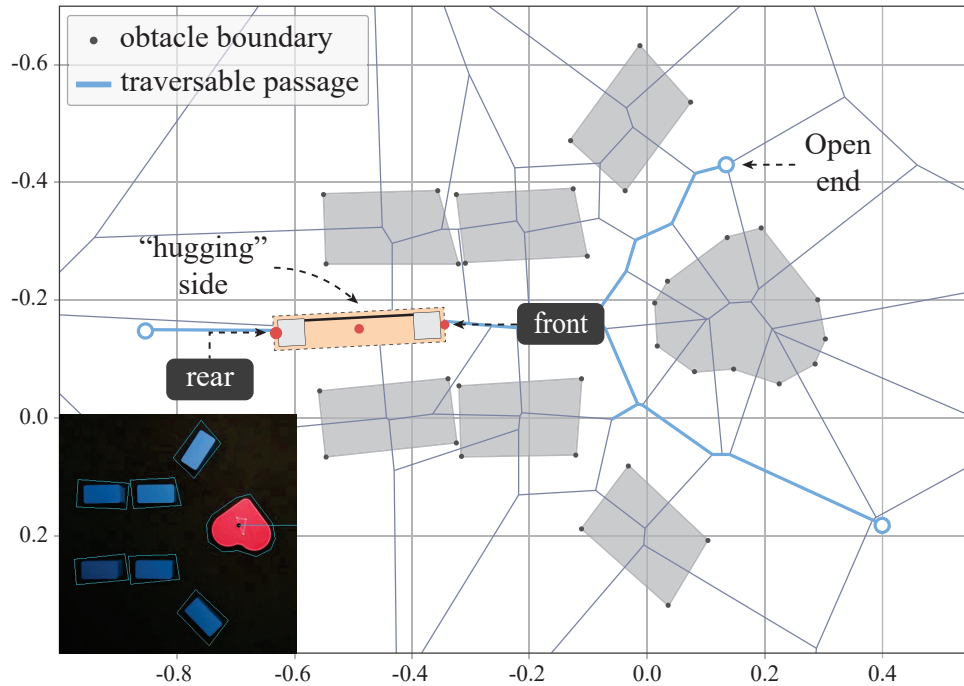 obtacle boundary
traversable passage
-0.6
-0.4
-0.2
0.0
0.2
Open
end
“hugging”
side
front
rear
-0.8
-0.6
-0.4
-0.2
0.0
0.2
0.4